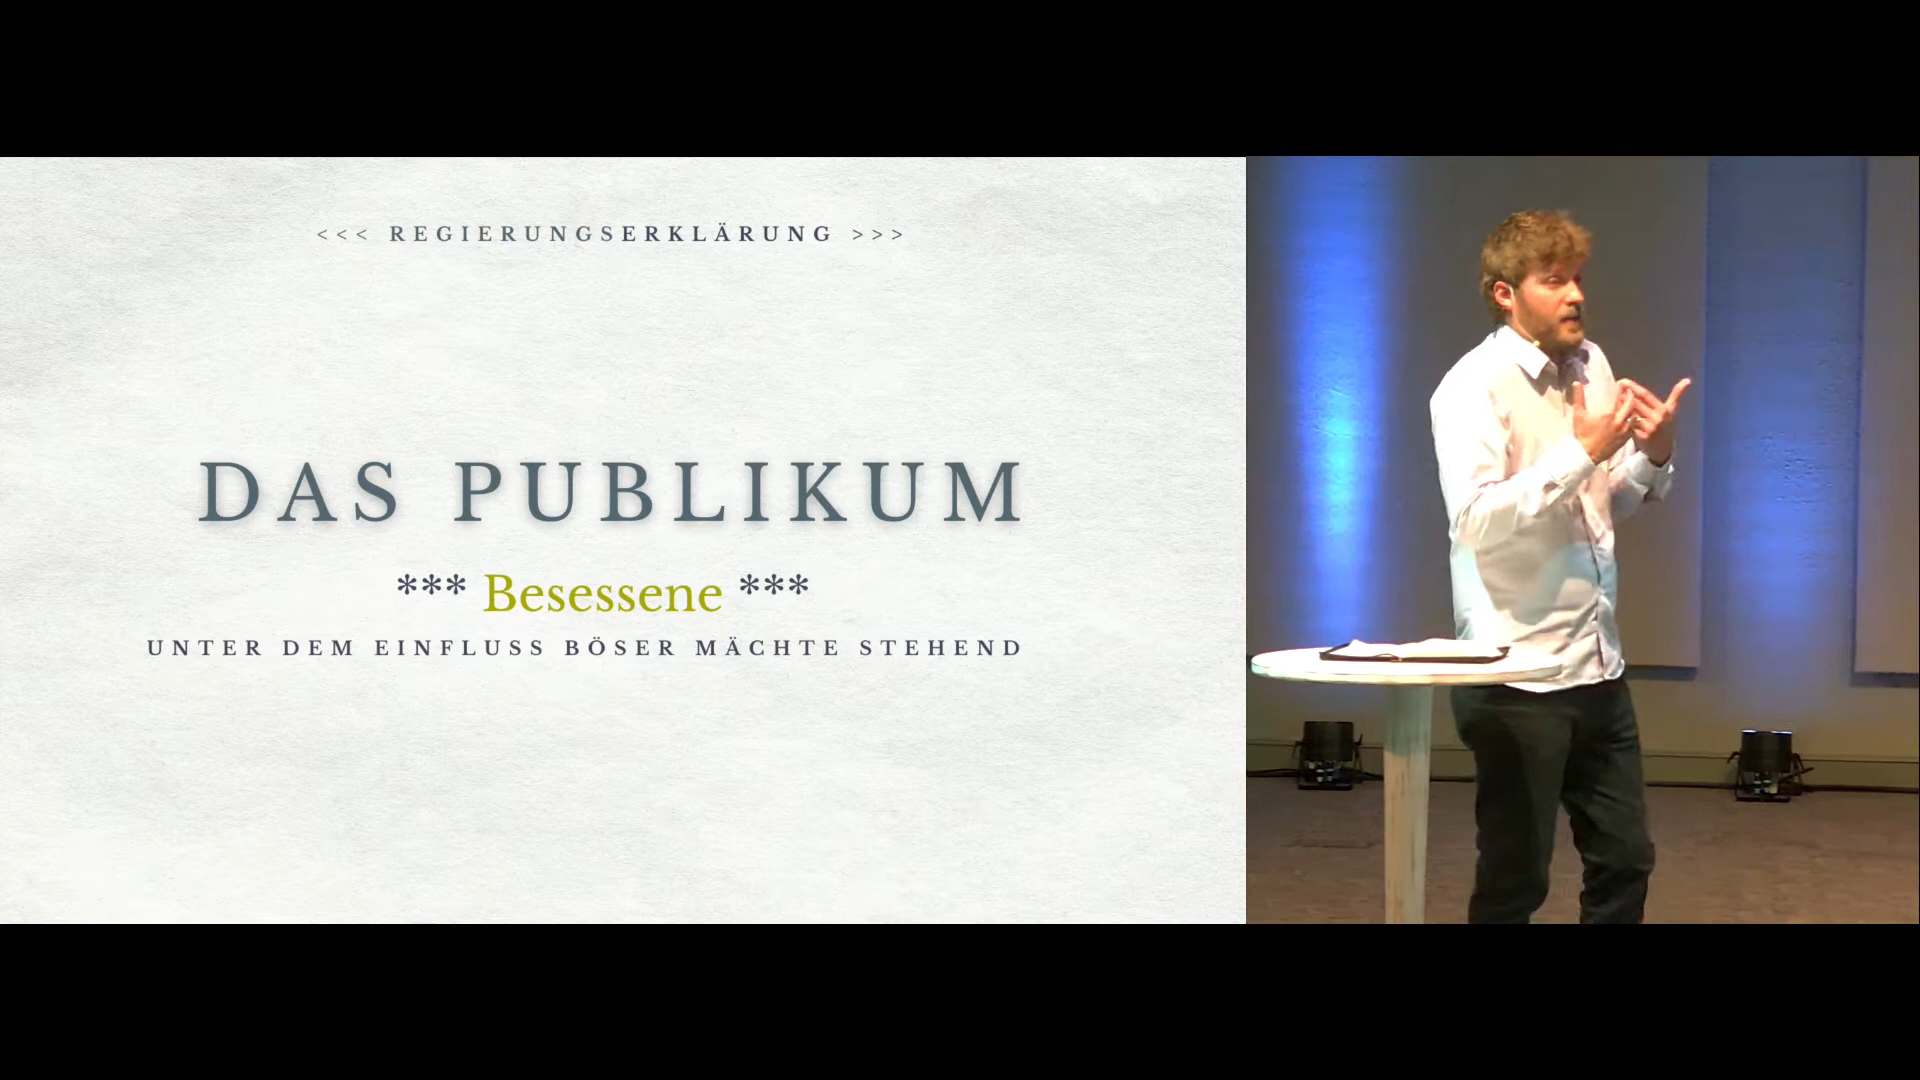 <<< REGIERUNGSERKLÄRUNG >>>
DAS PUBLIKUM
*** Besessene ***
UNTER DEM EINFLUSS BÖSER MÄCHTE STEHEND